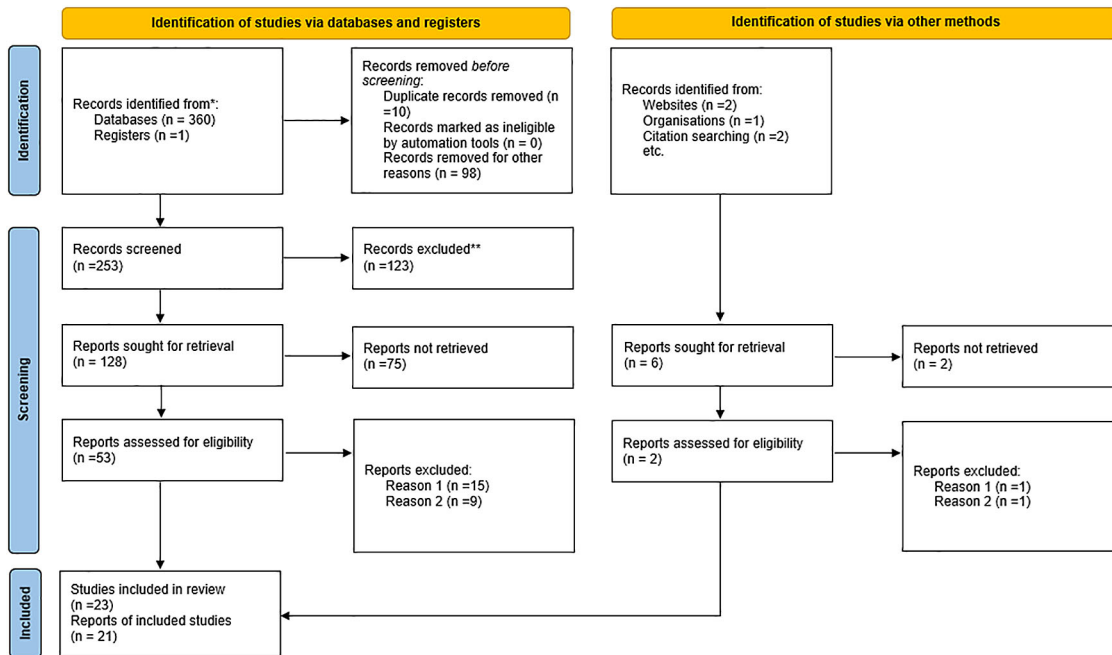 Identification of studies via databases and registers
Identification of studies via other methods
Identification
Records identified from*:
Databases (n = 360)
Registers (n =1)
Records removed before
screening:
Duplicate records removed (n
=10)
Records marked as ineligible
by automation tools (n = 0)
Records removed for other
reasons (n = 98)
Records identified from:
Websites (n =2)
Organisations (n =1)
Citation searching (n =2)
etc.
Screening
Records screened
(n =253)
Records excluded**
(n =123)
Reports sought for retrieval
(n = 128)
Reports not retrieved
(n =75)
Reports sought for retrieval
(n = 6)
Reports not retrieved
(n = 2)
Reports assessed for eligibility
(n =53)
Reports excluded:
Reason 1 (n =15)
Reason 2 (n =9)
Reports assessed for eligibility
(n = 2)
Reports excluded:
Reason 1 (n =1)
Reason 2 (n =1)
Included
Studies included in review
(n =23)
Reports of included studies
(n = 21)